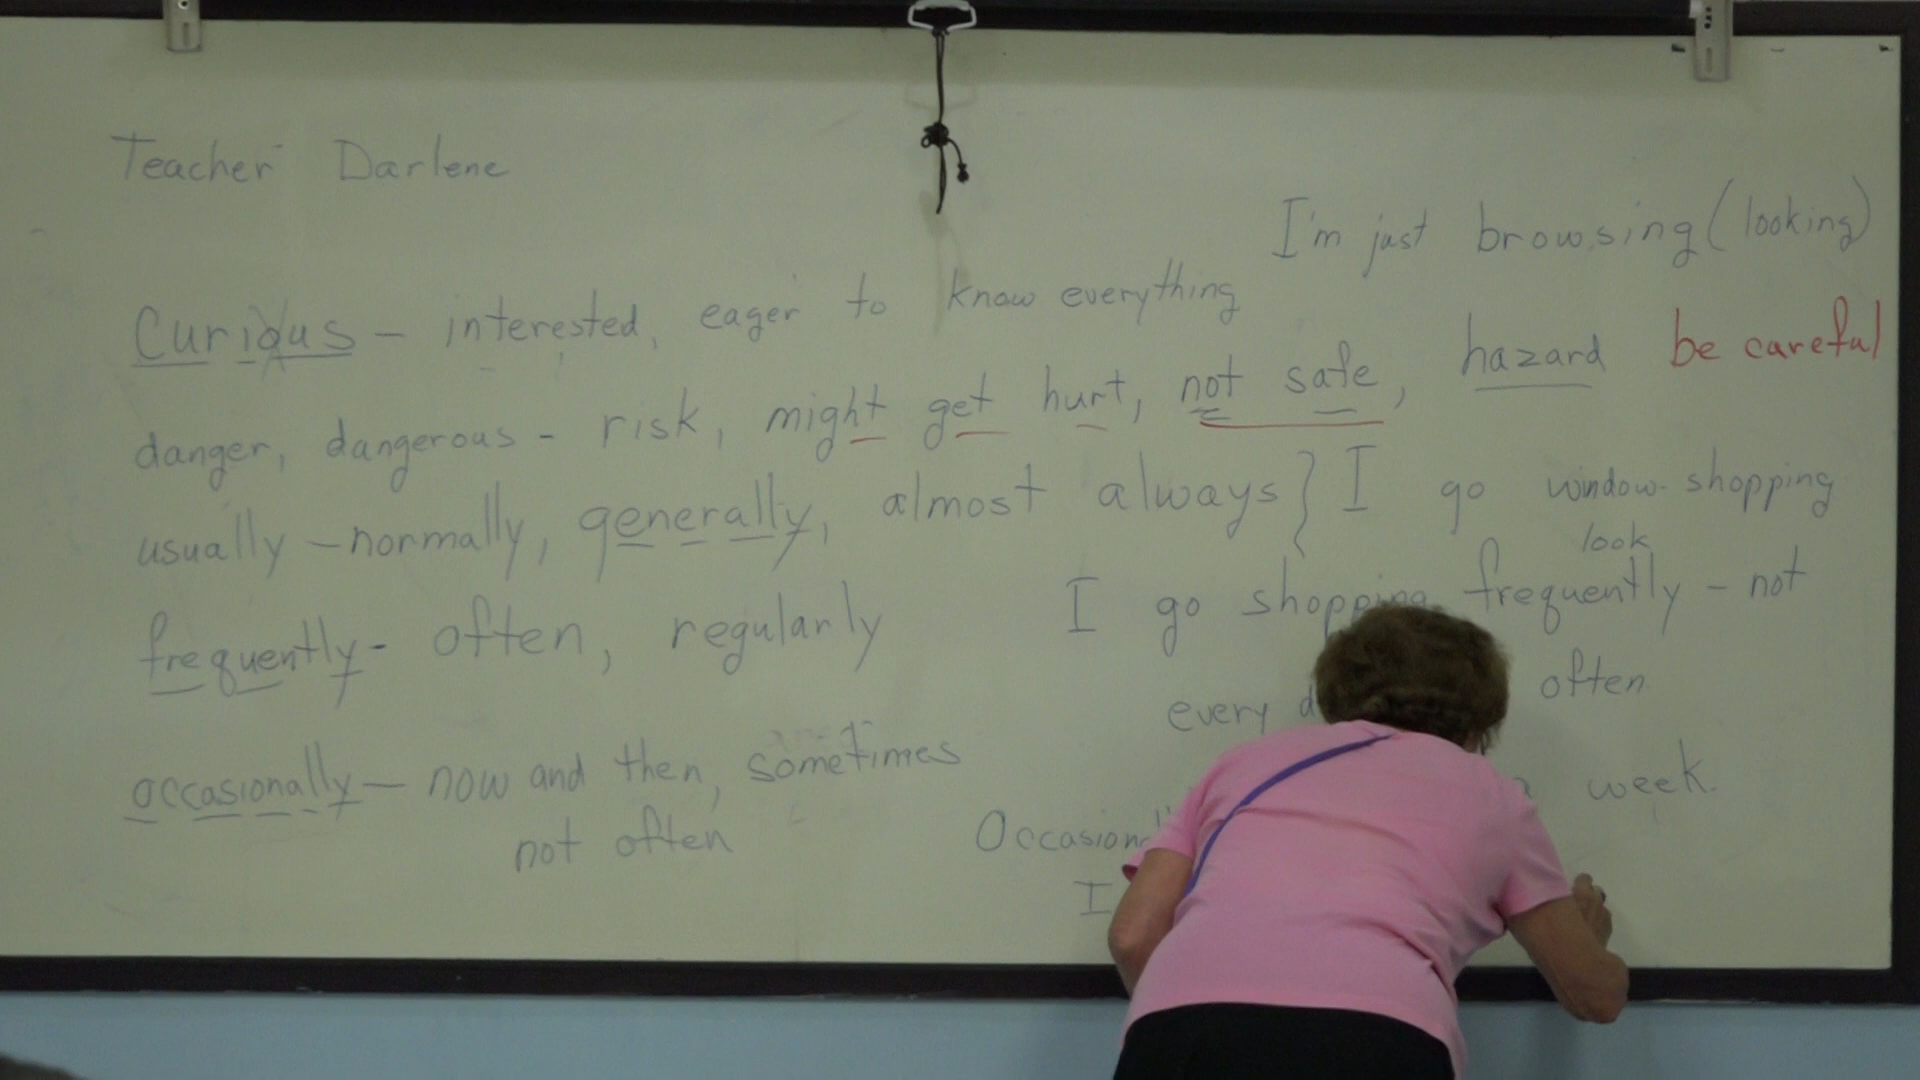 Teacher Darlene
I'm just browsing (looking)
Curious - interested, eager to know everything
danger, dangerous - risk, might get hurt, not safe, hazard be careful
usually - normally, generally, almost always } I go window-shopping
look
frequently - often, regularly
I go shopping frequently - not
every
often
week.
occasionally - now and then, sometimes
not often
I